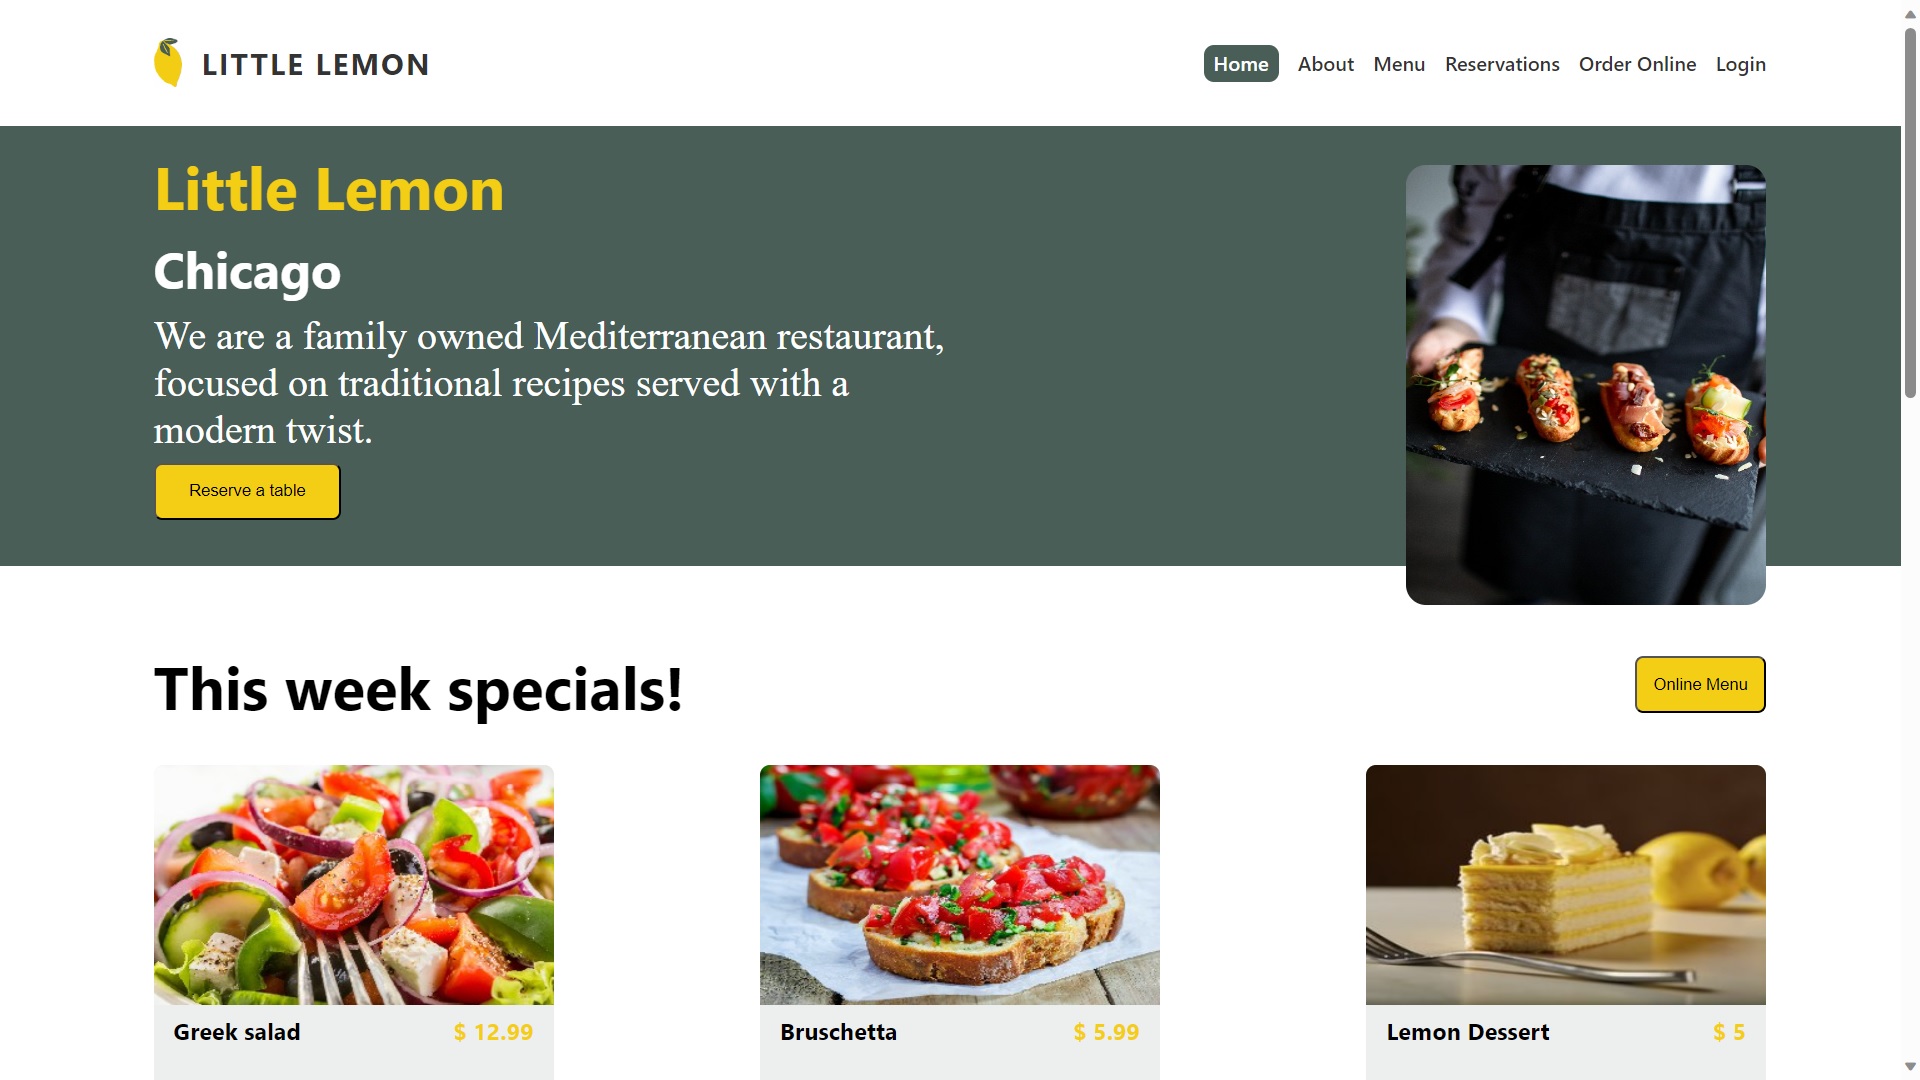 LITTLE LEMON
Home About Menu Reservations Order Online Login
Little Lemon
Chicago
We are a family owned Mediterranean restaurant,
focused on traditional recipes served with a
modern twist.
Reserve a table
This week specials!
Online Menu
Greek salad $ 12.99
Bruschetta $ 5.99
Lemon Dessert $ 5